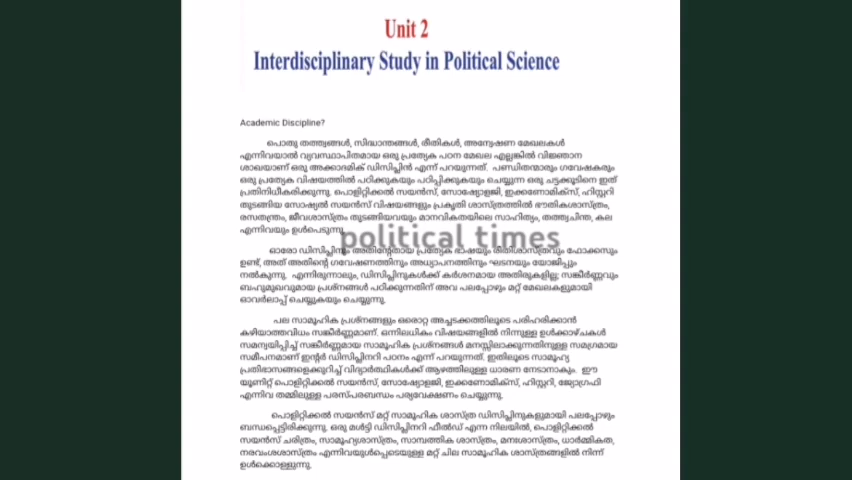 Unit 2
Interdisciplinary Study in Political Science
Academic Discipline?
പൊതു തത്ത്വങ്ങൾ, സിദ്ധാന്തങ്ങൾ, രീതികൾ, അന്വേഷണ മേഖലകൾ
എന്നിവയാൽ വ്യവസ്ഥാപിതമായ ഒരു പ്രത്യേക പഠന മേഖല എല്ലങ്കിൽ വിജ്ഞാന
ശാഖയാണ് ഒരു അക്കാദമിക് ഡിസിപ്ലിൻ എന്ന് പറയുന്നത്. പണ്ഡിതന്മാരും ഗവേഷകരും
ഒരു പ്രത്യേക വിഷയത്തിൽ പഠിക്കുകയും പഠിപ്പിക്കുകയും ചെയ്യുന്ന ഒരു ചട്ടക്കൂടിനെ ഇത്
പ്രതിനിധീകരിക്കുന്നു. പൊളിറ്റിക്കൽ സയൻസ്, സോഷ്യോളജി, ഇക്കണോമിക്സ്, ഹിസ്റ്ററി
തുടങ്ങിയ സോഷ്യൽ സയൻസ് വിഷയങ്ങളും പ്രകൃതി ശാസ്ത്രത്തിൽ ഭൗതികശാസ്ത്രം,
രസതന്ത്രം, ജീവശാസ്ത്രം തുടങ്ങിയവയും മാനവികതയിലെ സാഹിത്യം, തത്ത്വചിന്ത, കല
എന്നിവയും ഉൾപെടുന്നു.
political times
ഓരോ ഡിസിപ്ലിനും അതിന്റേതായ പ്രത്യേക ഭാഷയും രീതിശാസ്ത്രവും ഫോക്കസും
ഉണ്ട്, അത് അതിന്റെ ഗവേഷണത്തിനും അധ്യാപനത്തിനും ഘടനയും യോജിപ്പും
നൽകുന്നു. എന്നിരുന്നാലും, ഡിസിപ്ലിനുകൾക്ക് കർശനമായ അതിരുകളില്ല; സങ്കീർണ്ണവും
ബഹുമുഖവുമായ പ്രശ്നങ്ങൾ പഠിക്കുന്നതിന് അവ പലപ്പോഴും മറ്റ് മേഖലകളുമായി
ഓവർലാപ്പ് ചെയ്യുകയും ചെയ്യുന്നു.
പല സാമൂഹിക പ്രശ്നങ്ങളും ഒരൊറ്റ അച്ചടക്കത്തിലൂടെ പരിഹരിക്കാൻ
കഴിയാത്തവിധം സങ്കീർണ്ണമാണ്. ഒന്നിലധികം വിഷയങ്ങളിൽ നിന്നുള്ള ഉൾക്കാഴ്ചകൾ
സമന്വയിപ്പിച്ച് സങ്കീർണ്ണമായ സാമൂഹിക പ്രശ്നങ്ങൾ മനസ്സിലാക്കുന്നതിനുള്ള സമഗ്രമായ
സമീപനമാണ് ഇന്റർ ഡിസിപ്ലിനറി പഠനം എന്ന് പറയുന്നത്. ഇതിലൂടെ സാമൂഹ്യ
പ്രതിഭാസങ്ങളെക്കുറിച്ച് വിദ്യാർത്ഥികൾക്ക് ആഴത്തിലുള്ള ധാരണ നേടാനാകും. ഈ
യൂണിറ്റ് പൊളിറ്റിക്കൽ സയൻസ്, സോഷ്യോളജി, ഇക്കണോമിക്സ്, ഹിസ്റ്ററി, ജ്യോഗ്രഫി
എന്നിവ തമ്മിലുള്ള പരസ്പരബന്ധം പര്യവേക്ഷണം ചെയ്യുന്നു.
പൊളിറ്റിക്കൽ സയൻസ് മറ്റ് സാമൂഹിക ശാസ്ത്ര ഡിസിപ്ലിനുകളുമായി പലപ്പോഴും
ബന്ധപ്പെട്ടിരിക്കുന്നു. ഒരു മൾട്ടി ഡിസിപ്ലിനറി ഫീൽഡ് എന്ന നിലയിൽ, പൊളിറ്റിക്കൽ
സയൻസ് ചരിത്രം, സാമൂഹ്യശാസ്ത്രം, സാമ്പത്തിക ശാസ്ത്രം, മനഃശാസ്ത്രം, ധാർമ്മികത,
നരവംശശാസ്ത്രം എന്നിവയുൾപ്പെടെയുള്ള മറ്റ് ചില സാമൂഹിക ശാസ്ത്രങ്ങളിൽ നിന്ന്
ഉൾക്കൊള്ളുന്നു.